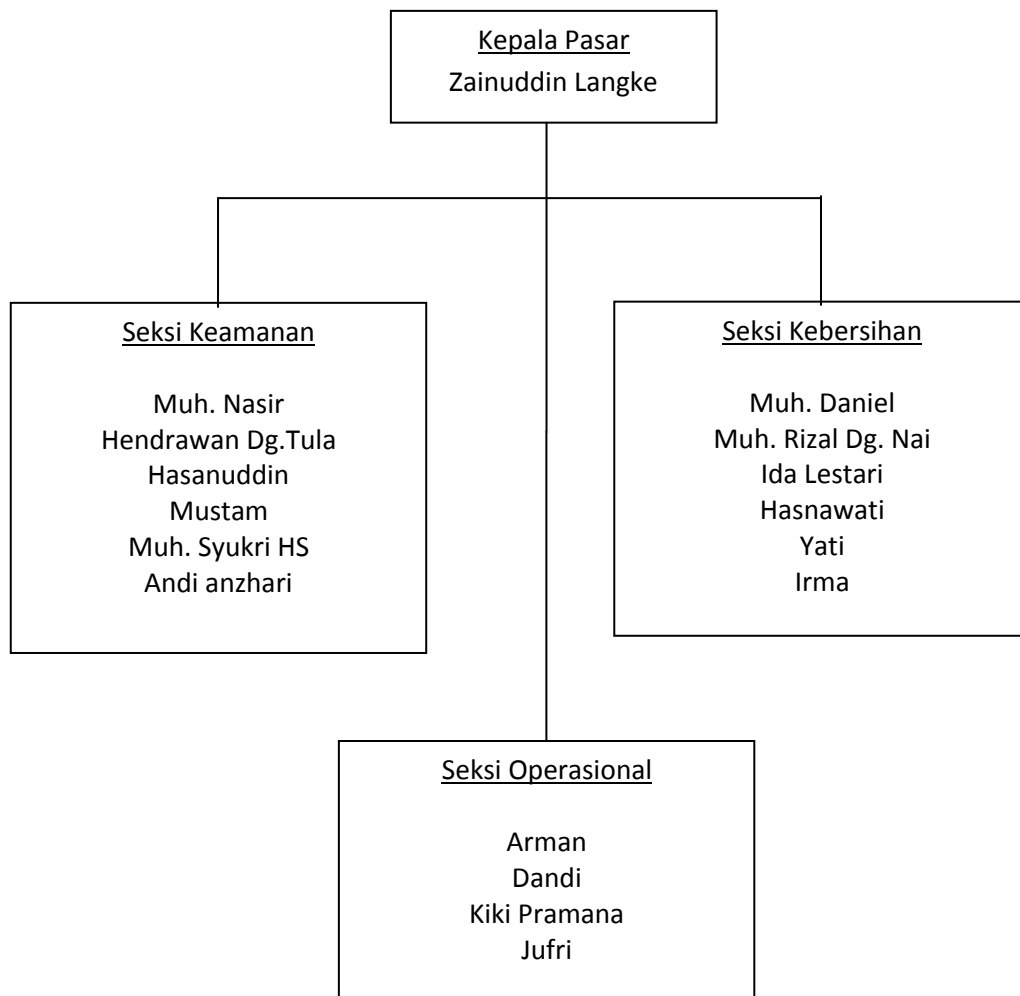 Kepala Pasar
Zainuddin Langke
Seksi Keamanan
Muh. Nasir
Hendrawan Dg.Tula
Hasanuddin
Mustam
Muh. Syukri HS
Andi anzhari
Seksi Kebersihan
Muh. Daniel
Muh. Rizal Dg. Nai
Ida Lestari
Hasnawati
Yati
Irma
Seksi Operasional
Arman
Dandi
Kiki Pramana
Jufri